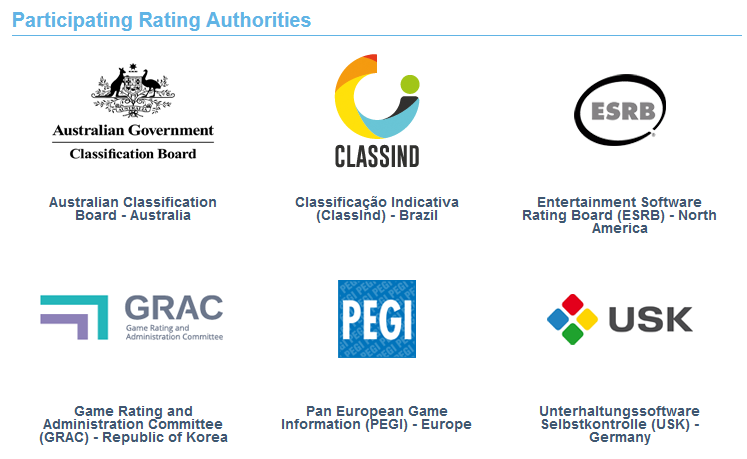 Participating Rating Authorities
Australian Government
Classification Board
CLASSIND
ESRB
Australian Classification
Board - Australia
Classificação Indicativa
(ClassInd) - Brazil
Entertainment Software
Rating Board (ESRB) - North
America
GRAC
Game Rating and
Administration Committee
PEGI
USK
Game Rating and
Administration Committee
(GRAC) - Republic of Korea
Pan European Game
Information (PEGI) - Europe
Unterhaltungssoftware
Selbstkontrolle (USK) -
Germany